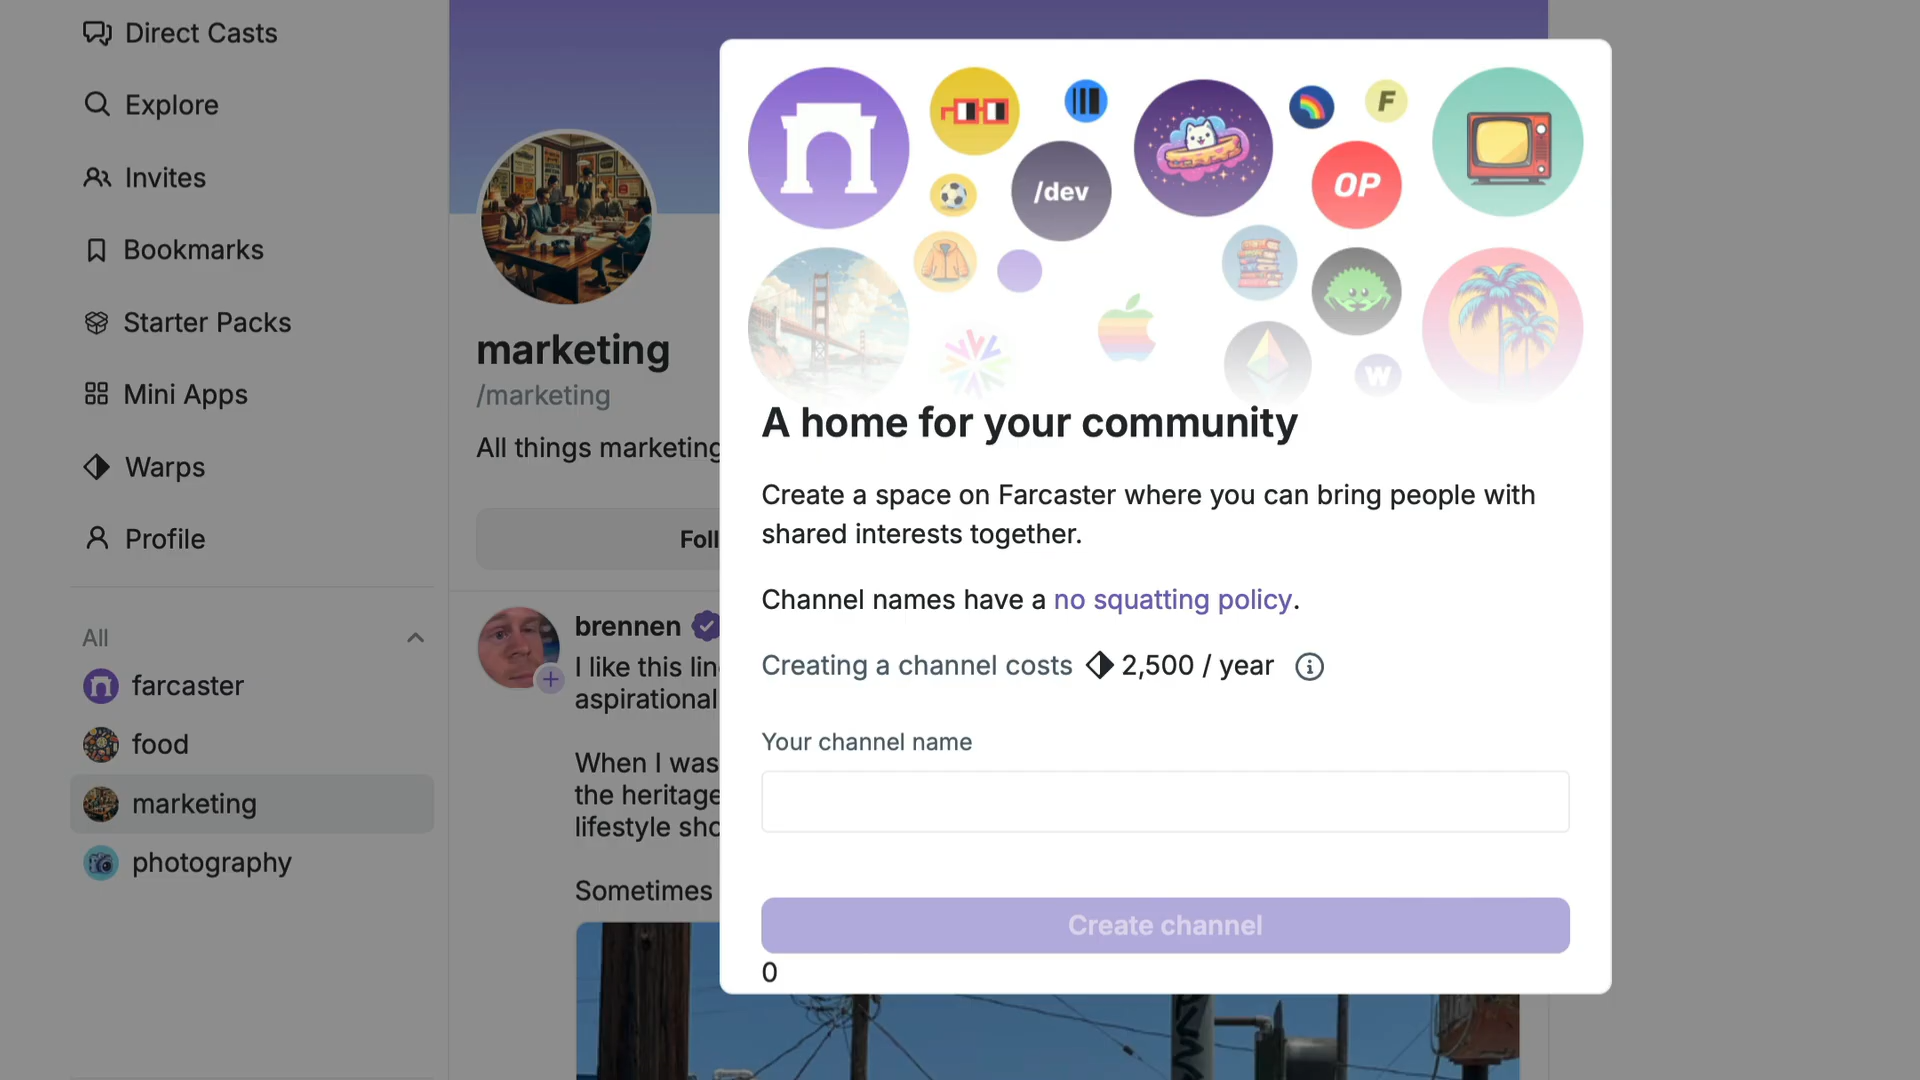 Direct Casts
Explore
Invites
Bookmarks
Starter Packs
Mini Apps
Warps
Profile
All
farcaster
food
marketing
photography
marketing
/marketing
All things marketing
Foll
brennen
I like this lin
aspirational
When I was
the heritage
lifestyle sho
Sometimes
/dev
F
OP
W
A home for your community
Create a space on Farcaster where you can bring people with
shared interests together.
Channel names have a no squatting policy.
Creating a channel costs 2,500 / year
Your channel name
Create channel
0